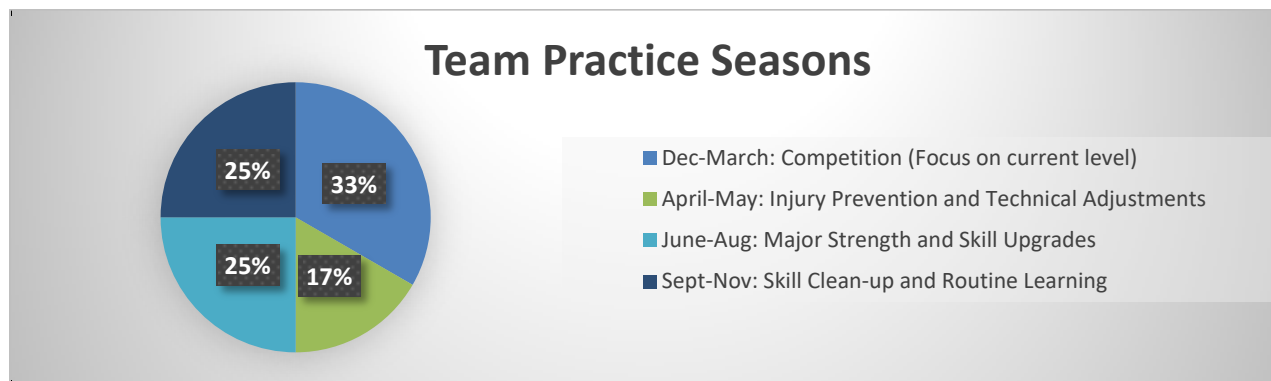 Team Practice Seasons
25%
33%
25%
17%
Dec-March: Competition (Focus on current level)
April-May: Injury Prevention and Technical Adjustments
June-Aug: Major Strength and Skill Upgrades
Sept-Nov: Skill Clean-up and Routine Learning